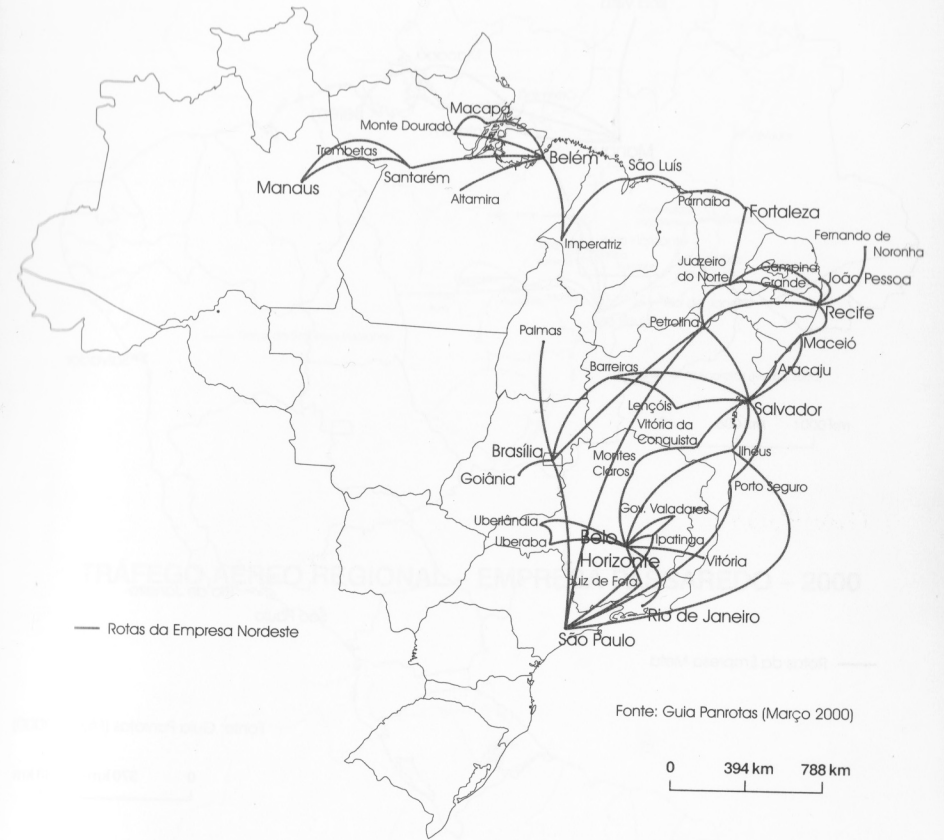 Macapá
Monte Dourado
Trombetas
Belém
São Luís
Santarém
Manaus
Altamira
Parnaíba
Fortaleza
Fernando de
Noronha
Imperatriz
Juazeiro
do Norte
Campina
Grande
João Pessoa
Recife
Petrolina
Palmas
Maceió
Barreiras
Aracaju
Lençóis
Salvador
Vitória da
Conquista
Brasília
Montes
Claros
Ilhéus
Goiânia
Porto Seguro
Gov. Valadares
Uberlândia
Uberaba
Belo
Horizonte
Ipatinga
Vitória
Juiz de Fora
Rio de Janeiro
São Paulo
Rotas da Empresa Nordeste
Fonte: Guia Panrotas (Março 2000)
0 394 km 788 km